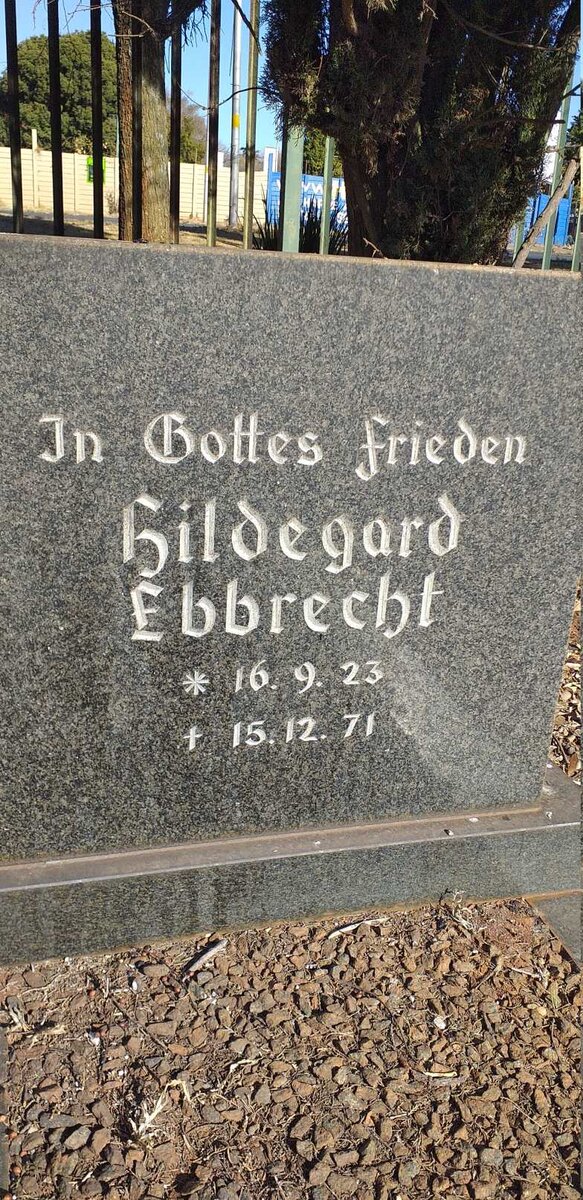 In Gottes Frieden
Hildegard
Ebbrecht
* 16. 9. 23
† 15. 12. 71